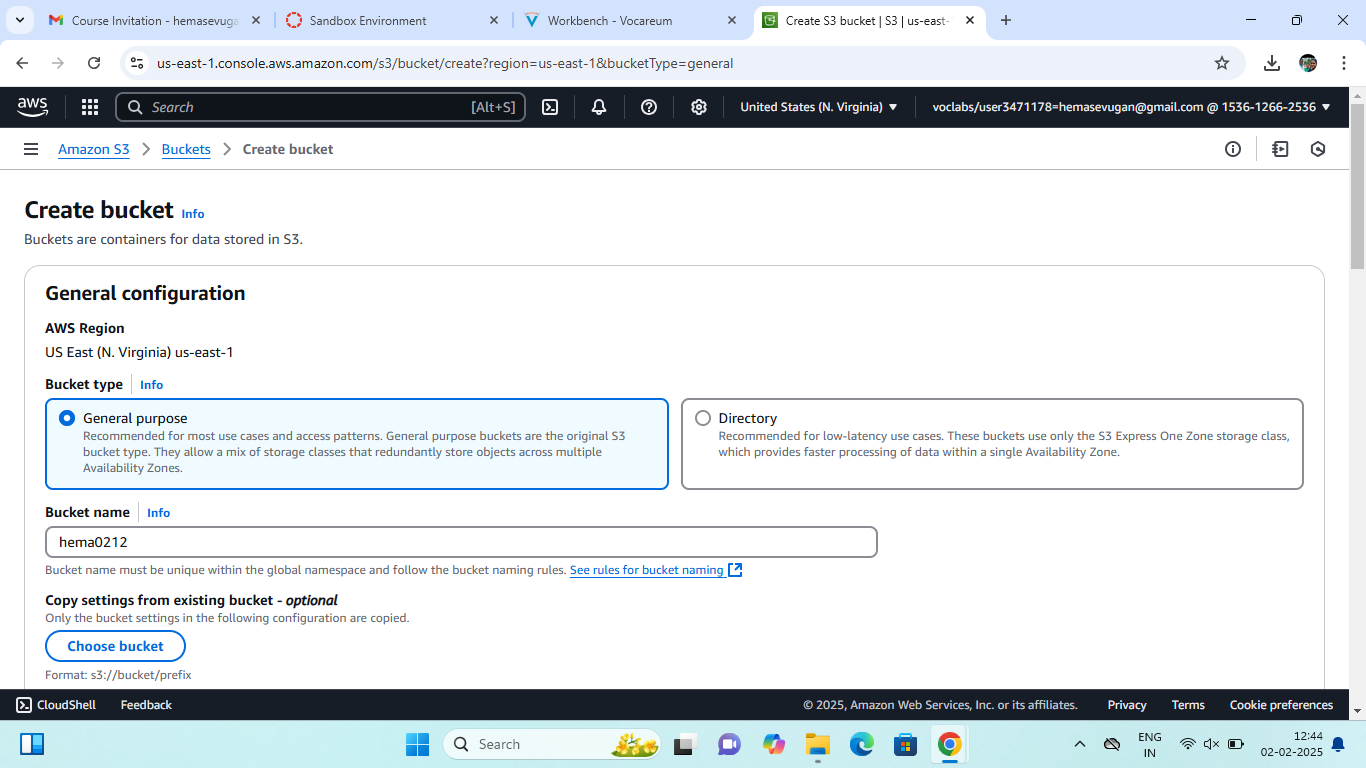 Course Invitation - hemasevuga
Sandbox Environment
Workbench - Vocareum
Create S3 bucket | S3 | us-east-
us-east-1.console.aws.amazon.com/s3/bucket/create?region=us-east-1&bucketType=general
aws
Search [Alt+S]
United States (N. Virginia)
voclabs/user3471178=hemasevugan@gmail.com @ 1536-1266-2536
Amazon S3 > Buckets > Create bucket
Create bucket Info
Buckets are containers for data stored in S3.
General configuration
AWS Region
US East (N. Virginia) us-east-1
Bucket type Info
General purpose
Recommended for most use cases and access patterns. General purpose buckets are the original S3
bucket type. They allow a mix of storage classes that redundantly store objects across multiple
Availability Zones.
Directory
Recommended for low-latency use cases. These buckets use only the S3 Express One Zone storage class,
which provides faster processing of data within a single Availability Zone.
Bucket name Info
hema0212
Bucket name must be unique within the global namespace and follow the bucket naming rules. See rules for bucket naming
Copy settings from existing bucket - optional
Only the bucket settings in the following configuration are copied.
Choose bucket
Format: s3://bucket/prefix
CloudShell Feedback
© 2025, Amazon Web Services, Inc. or its affiliates. Privacy Terms Cookie preferences
Search
ENG
IN
12:44
02-02-2025